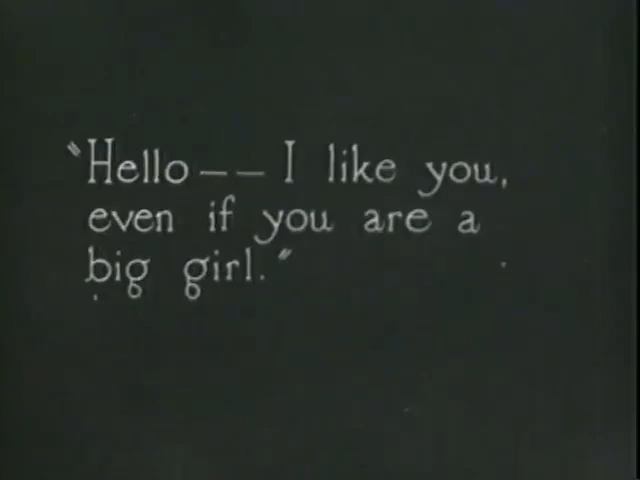 "Hello—— I like you,
even if you are a
big girl."